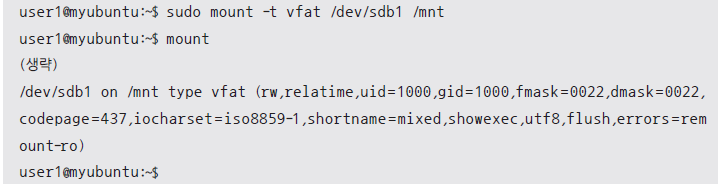 user1@myubuntu:~$ sudo mount -t vfat /dev/sdb1 /mnt
user1@myubuntu:~$ mount
(생략)
/dev/sdb1 on /mnt type vfat (rw,relatime,uid=1000,gid=1000,fmask=0022,dmask=0022,
codepage=437,iocharset=iso8859-1,shortname=mixed,showexec,utf8,flush,errors=rem
ount-ro)
user1@myubuntu:~$